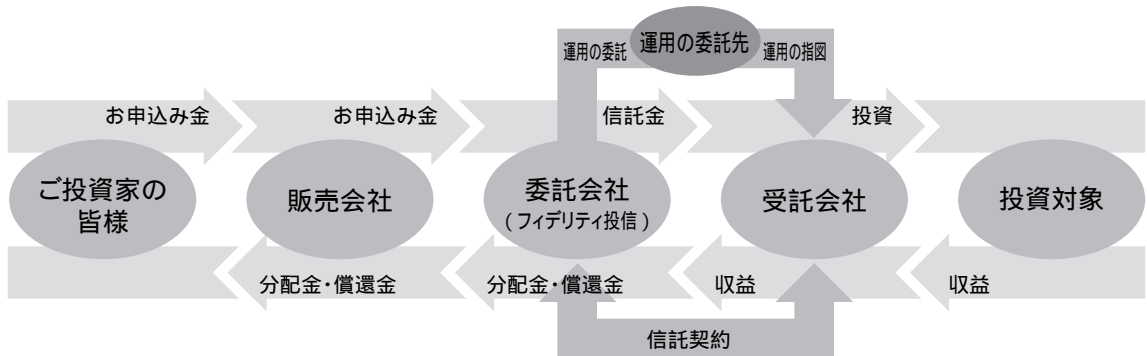 運用の委託
運用の委託先
運用の指図
お申込み金
お申込み金
信託金
投資
ご投資家の
皆様
販売会社
委託会社
(フィデリティ投信)
受託会社
投資対象
分配金・償還金
分配金・償還金
収益
収益
信託契約